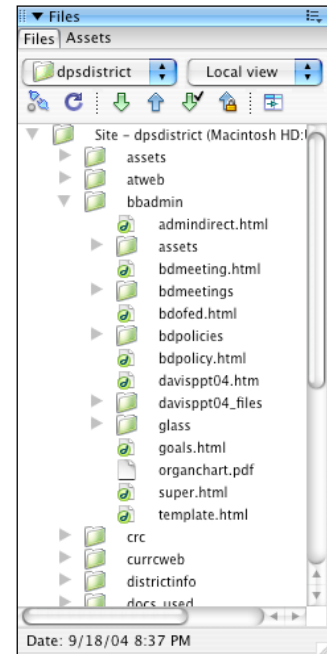 Files
Files Assets
dpsdistrict Local view
Site – dpsdistrict (Macintosh HD:
assets
atweb
bbadmin
admindirect.html
assets
bdmeeting.html
bdmeetings
bdofed.html
bdpolicies
bdpolicy.html
davisppt04.htm
davisppt04_files
glass
goals.html
organchart.pdf
super.html
template.html
crc
currcweb
districtinfo
docs_used
Date: 9/18/04 8:37 PM